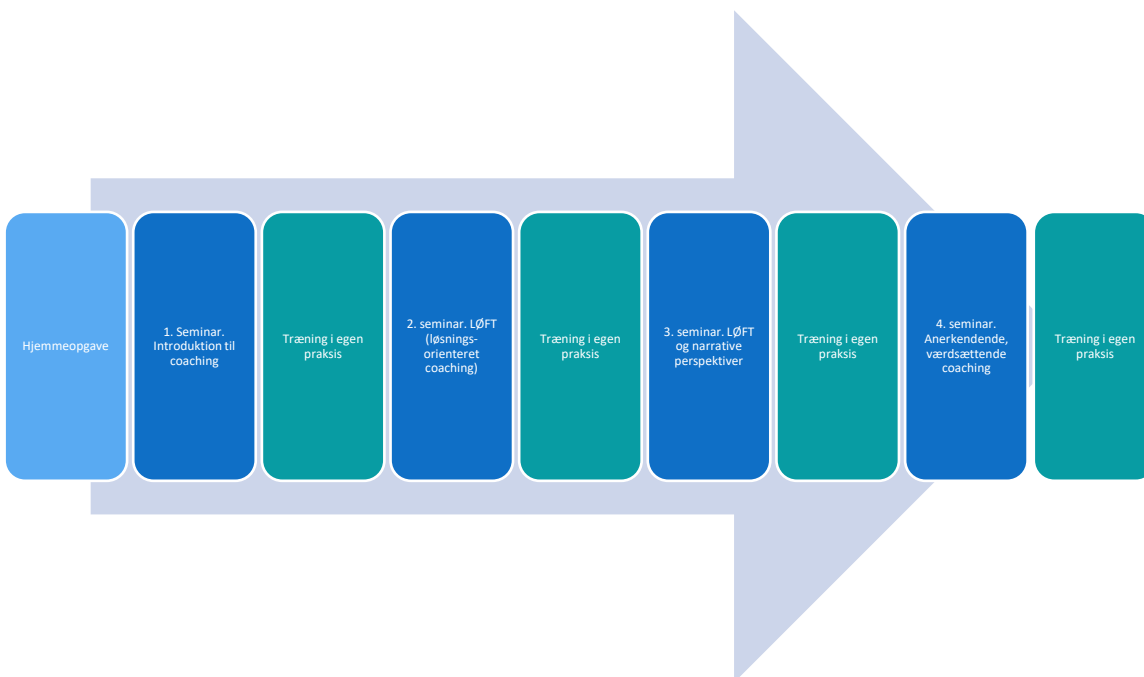 Hjemmeopgave
1. Seminar.
Introduktion til
coaching
Træning i egen
praksis
2. seminar. LØFT
(løsnings-
orienteret
coaching)
Træning i egen
praksis
3. seminar. LØFT
og narrative
perspektiver
Træning i egen
praksis
4. seminar.
Anerkendende,
værdsættende
coaching
Træning i egen
praksis